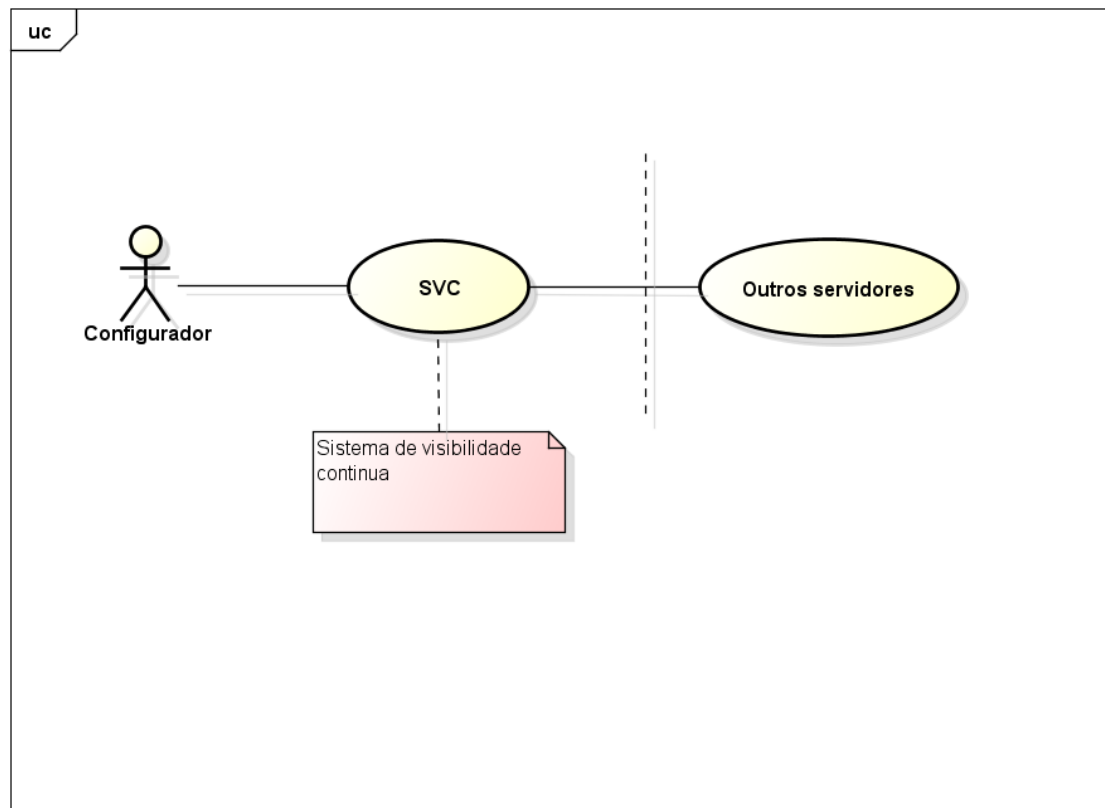 uc
Configurador
SVC
Outros servidores
Sistema de visibilidade
continua